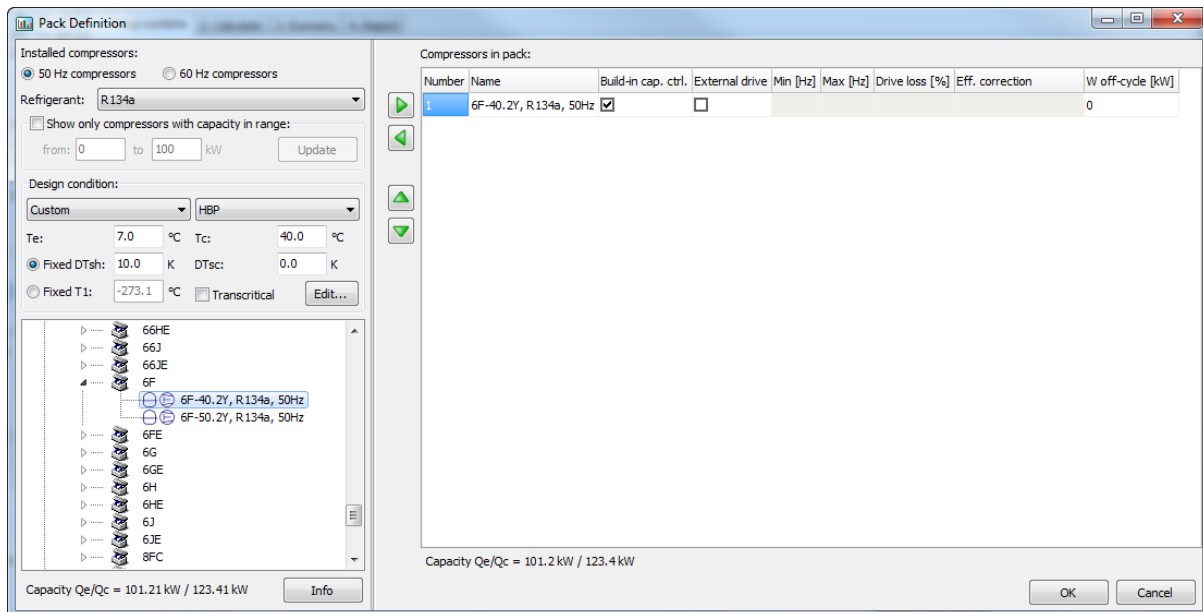 Pack Definition
Installed compressors:
50 Hz compressors 60 Hz compressors
Refrigerant: R134a
Show only compressors with capacity in range:
from: 0 to 100 kW Update
Design condition:
Custom HBP
Te: 7.0 °C Tc: 40.0 °C
Fixed DTsh: 10.0 K DTsc: 0.0 K
Fixed T1: -273.1 °C Transcritical Edit...
66HE
66J
66JE
6F
6F-40.2Y, R134a, 50Hz
6F-50.2Y, R134a, 50Hz
6FE
6G
6GE
6H
6HE
6J
6JE
8FC
Capacity Qe/Qc = 101.21 kW / 123.41 kW Info
Compressors in pack:
Number Name Build-in cap. ctrl. External drive Min [Hz] Max [Hz] Drive loss [%] Eff. correction W off-cycle [kW]
1 6F-40.2Y, R134a, 50Hz 0
Capacity Qe/Qc = 101.2 kW / 123.4 kW
OK Cancel